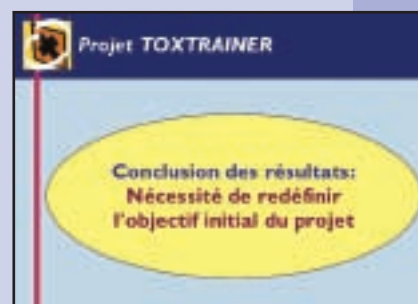 Projet TOXTRAINER
Conclusion des résultats:
Nécessité de redéfinir
l'objectif initial du projet